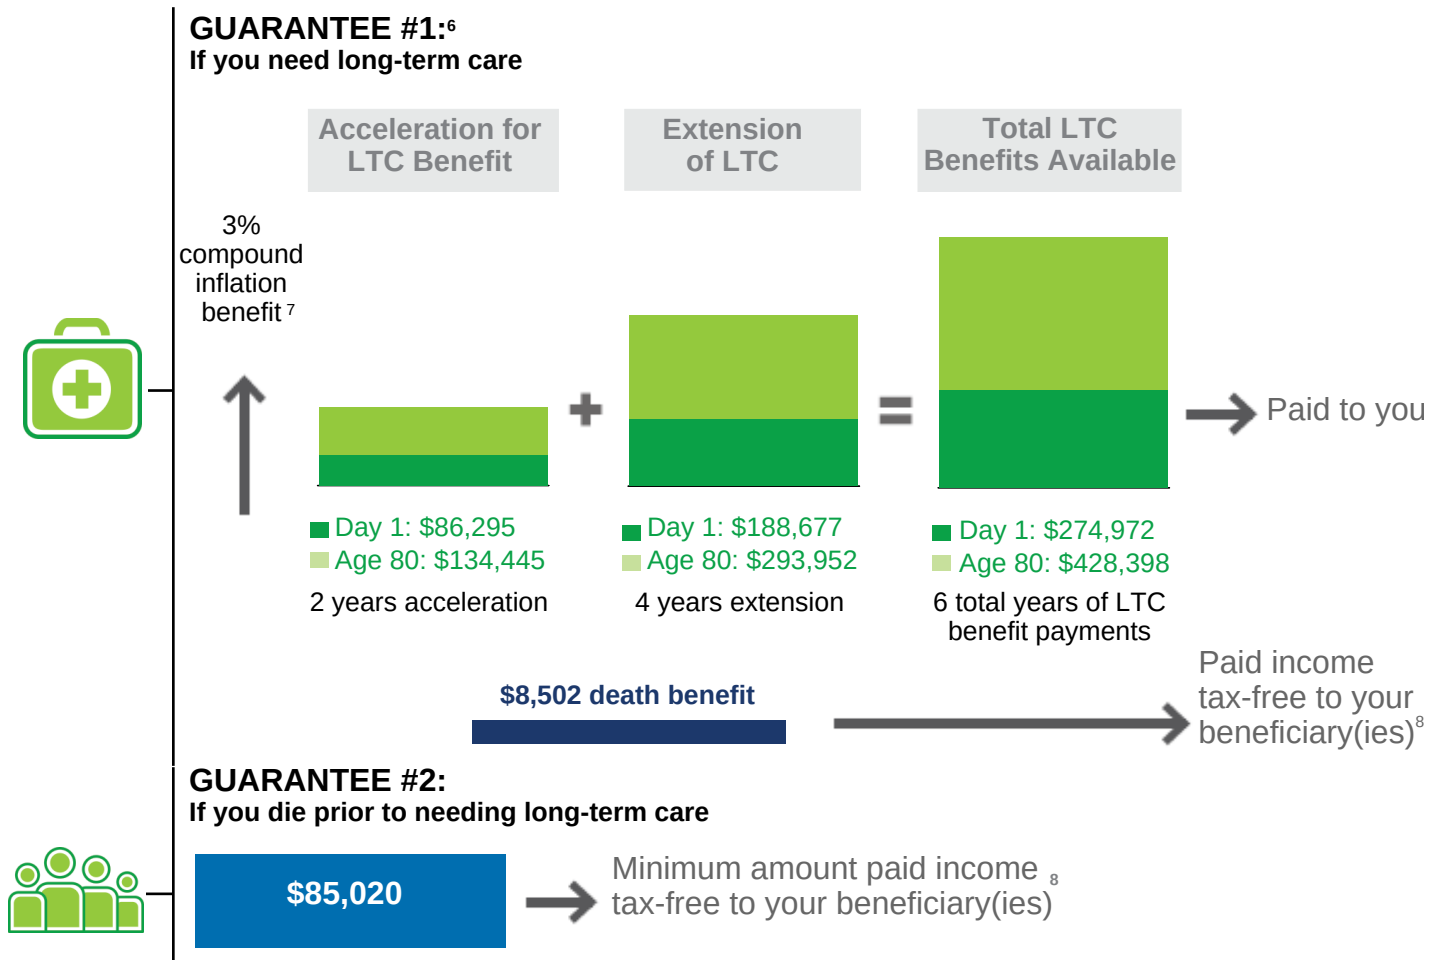 GUARANTEE #1:6
If you need long-term care
Acceleration for
LTC Benefit
Extension
of LTC
Total LTC
Benefits Available
3%
compound
inflation
benefit 7
+
=
Paid to you
Day 1: $86,295
Age 80: $134,445
2 years acceleration
Day 1: $188,677
Age 80: $293,952
4 years extension
Day 1: $274,972
Age 80: $428,398
6 total years of LTC
benefit payments
$8,502 death benefit
Paid income
tax-free to your
beneficiary(ies)8
GUARANTEE #2:
If you die prior to needing long-term care
$85,020
Minimum amount paid income 8
tax-free to your beneficiary(ies)